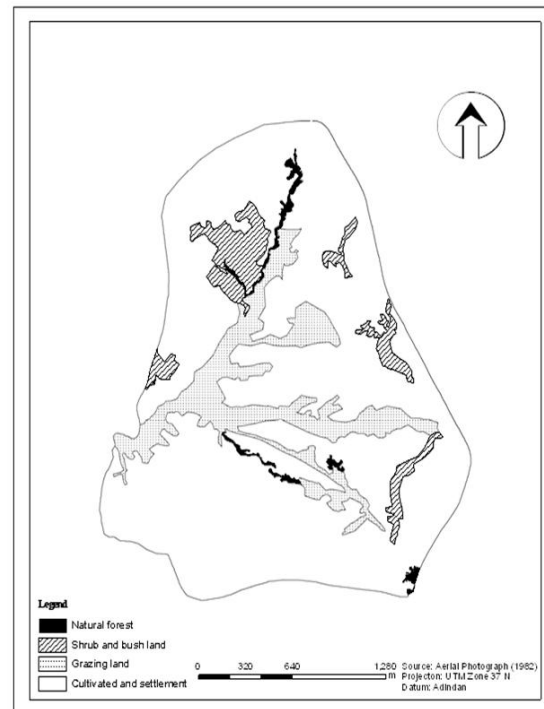 Legend
Natural forest
Shrub and bush land
Grazing land
Cultivated and settlement
0 320 640 1,280
m
Source: Aerial Photograph (1982)
Projecton: UTM Zone 37 N
Datum: Adindan